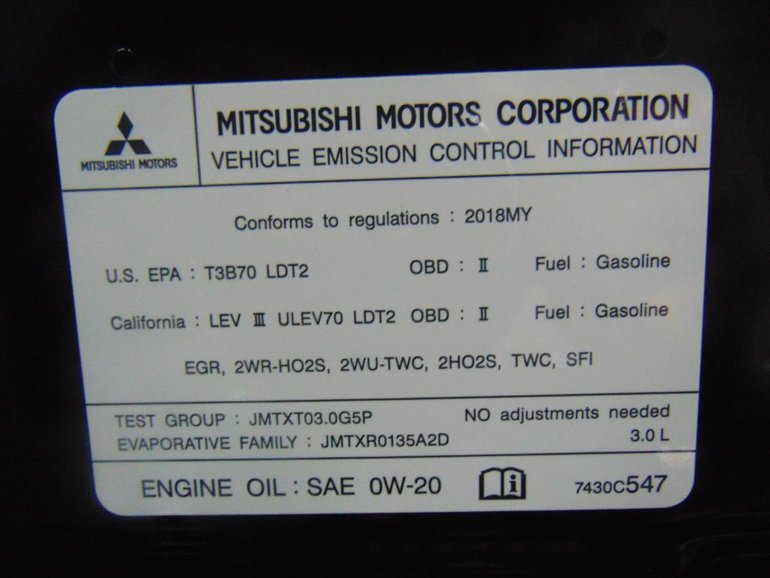 MITSUBISHI MOTORS
MITSUBISHI MOTORS CORPORATION
VEHICLE EMISSION CONTROL INFORMATION
Conforms to regulations : 2018MY
U.S. EPA : T3B70 LDT2 OBD : II Fuel : Gasoline
California : LEV III ULEV70 LDT2 OBD : II Fuel : Gasoline
EGR, 2WR-HO2S, 2WU-TWC, 2HO2S, TWC, SFI
TEST GROUP : JMTXT03.0G5P NO adjustments needed
EVAPORATIVE FAMILY : JMTXR0135A2D 3.0 L
ENGINE OIL : SAE 0W-20 i 7430C547